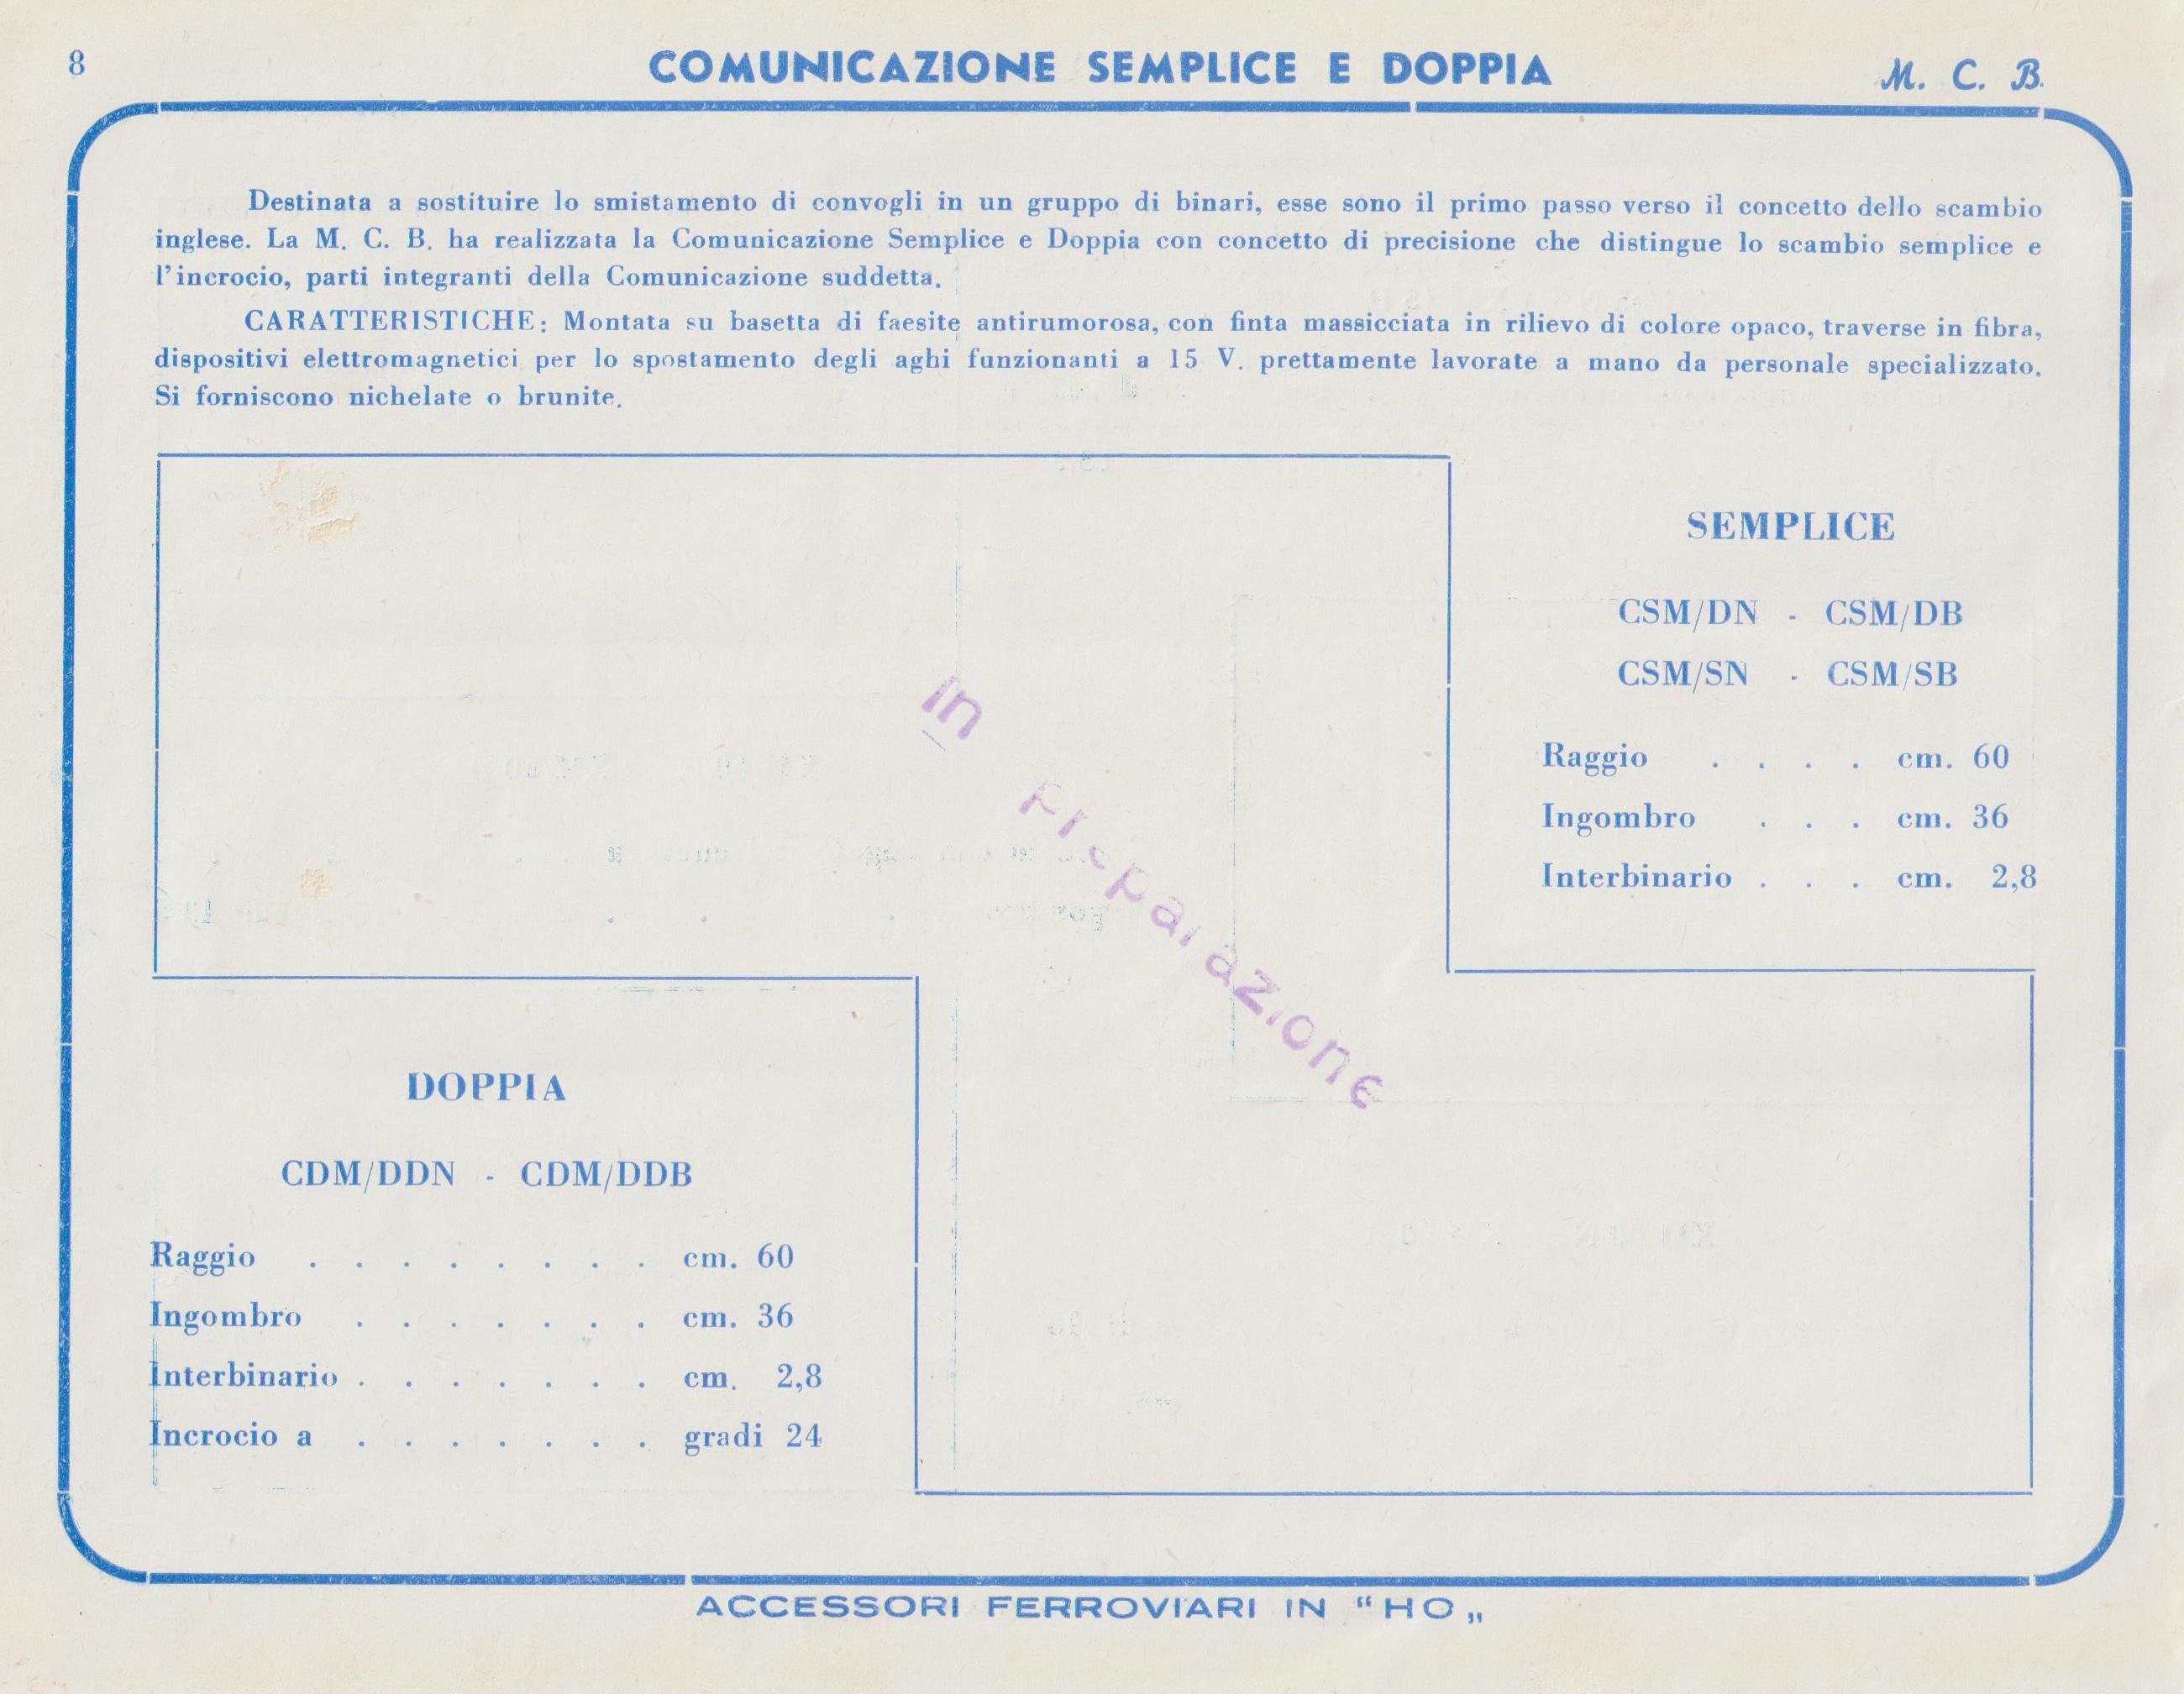 8
COMUNICAZIONE SEMPLICE E DOPPIA
M. C. B.
Destinata a sostituire lo smistamento di convogli in un gruppo di binari, esse sono il primo passo verso il concetto dello scambio
inglese. La M. C. B. ha realizzata la Comunicazione Semplice e Doppia con concetto di precisione che distingue lo scambio semplice e
l'incrocio, parti integranti della Comunicazione suddetta.
CARATTERISTICHE: Montata su basetta di faesite antirumorosa, con finta massicciata in rilievo di colore opaco, traverse in fibra,
dispositivi elettromagnetici per lo spostamento degli aghi funzionanti a 15 V. prettamente lavorate a mano da personale specializzato.
Si forniscono nichelate o brunite.
SEMPLICE
CSM/DN - CSM/DB
CSM/SN - CSM/SB
Raggio . . . . cm. 60
Ingombro . . . cm. 36
Interbinario . . . cm. 2,8
In Preparazione
DOPPIA
CDM/DDN - CDM/DDB
Raggio . . . . . . . . cm. 60
Ingombro . . . . . . . cm. 36
Interbinario . . . . . . . cm. 2,8
Incrocio a . . . . . . . gradi 24
ACCESSORI FERROVIARI IN “HO„